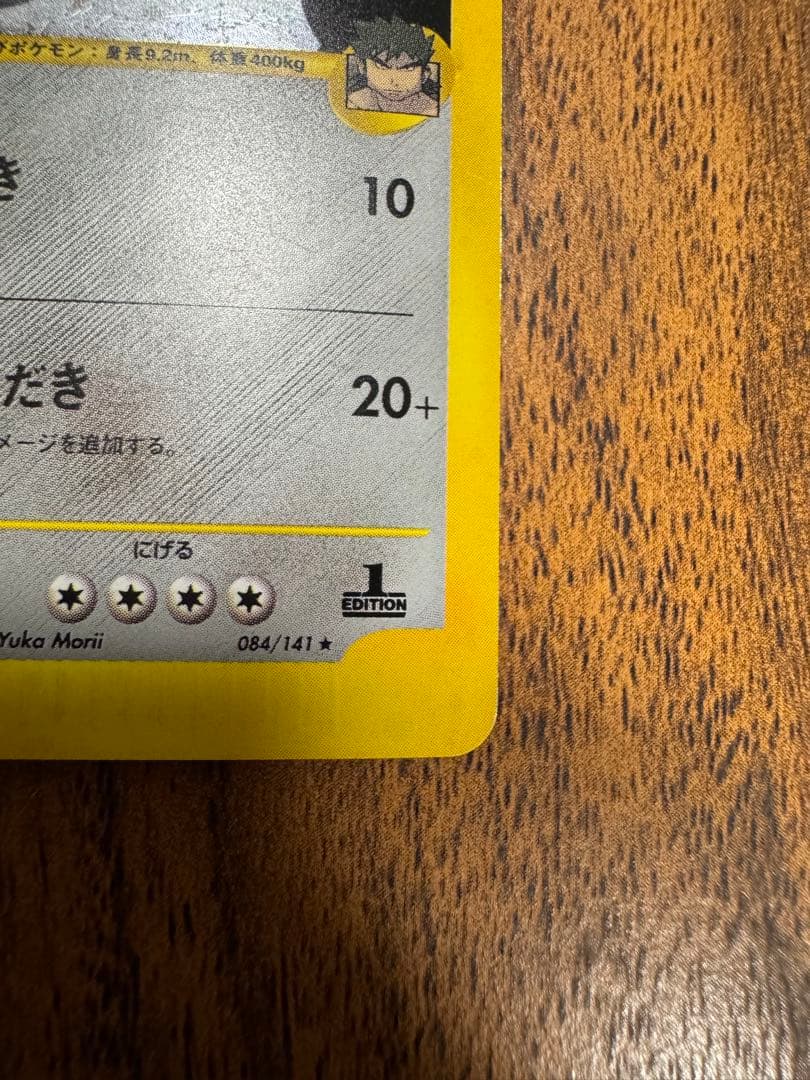 ポケモン：身長9.2m、体重400kg
き
10
だき
20+
メージを追加する。
にげる
1
EDITION
Yuka Morii
084/141 ★